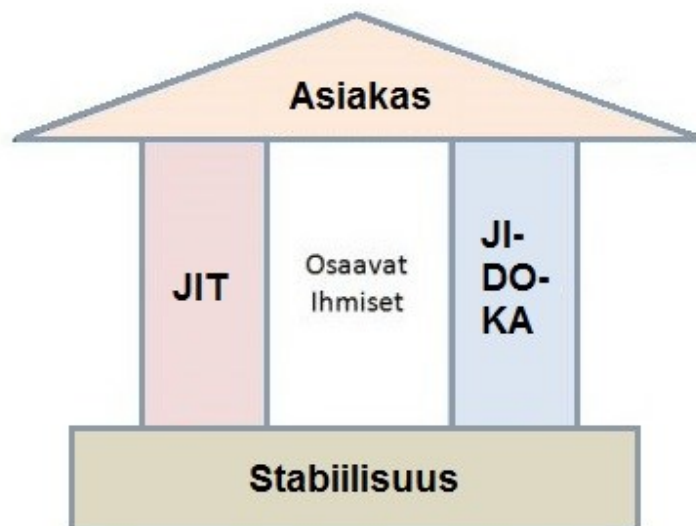 Asiakas
JIT
Osaavat
Ihmiset
JI-
DO-
KA
Stabiilisuus